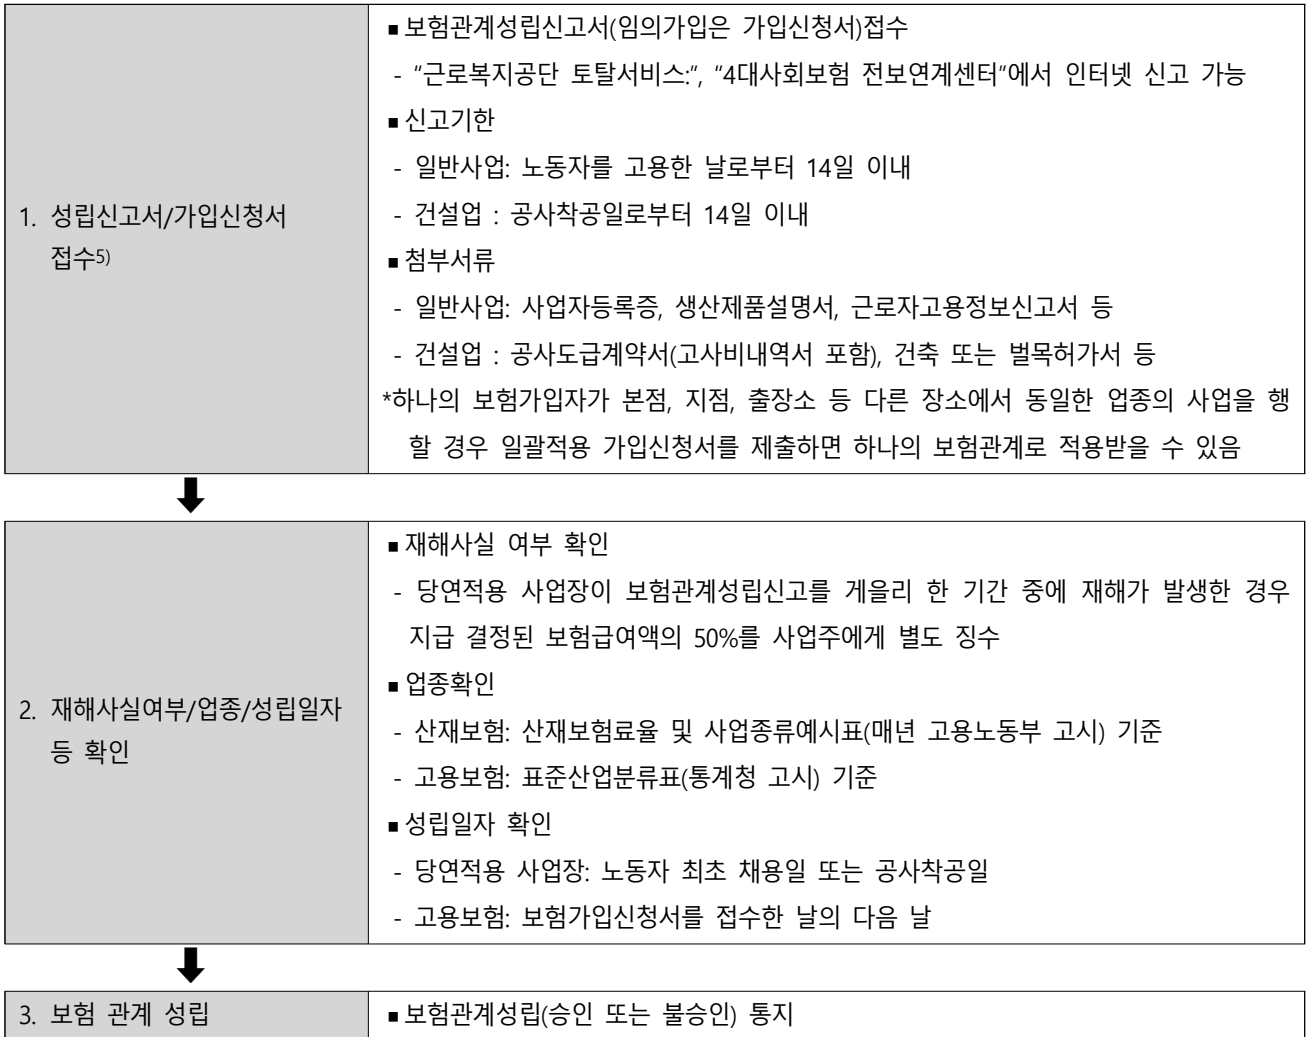 1. 성립신고서/가입신청서
접수5)
■ 보험관계성립신고서(임의가입은 가입신청서)접수
- "근로복지공단 토탈서비스:", "4대사회보험 전보연계센터"에서 인터넷 신고 가능
■ 신고기한
- 일반사업: 노동자를 고용한 날로부터 14일 이내
- 건설업 : 공사착공일로부터 14일 이내
■ 첨부서류
- 일반사업: 사업자등록증, 생산제품설명서, 근로자고용정보신고서 등
- 건설업 : 공사도급계약서(고사비내역서 포함), 건축 또는 벌목허가서 등
*하나의 보험가입자가 본점, 지점, 출장소 등 다른 장소에서 동일한 업종의 사업을 행
할 경우 일괄적용 가입신청서를 제출하면 하나의 보험관계로 적용받을 수 있음
2. 재해사실여부/업종/성립일자
등 확인
■ 재해사실 여부 확인
- 당연적용 사업장이 보험관계성립신고를 게을리 한 기간 중에 재해가 발생한 경우
지급 결정된 보험급여액의 50%를 사업주에게 별도 징수
■ 업종확인
- 산재보험: 산재보험료율 및 사업종류예시표(매년 고용노동부 고시) 기준
- 고용보험: 표준산업분류표(통계청 고시) 기준
■ 성립일자 확인
- 당연적용 사업장: 노동자 최초 채용일 또는 공사착공일
- 고용보험: 보험가입신청서를 접수한 날의 다음 날
3. 보험 관계 성립
■ 보험관계성립(승인 또는 불승인) 통지